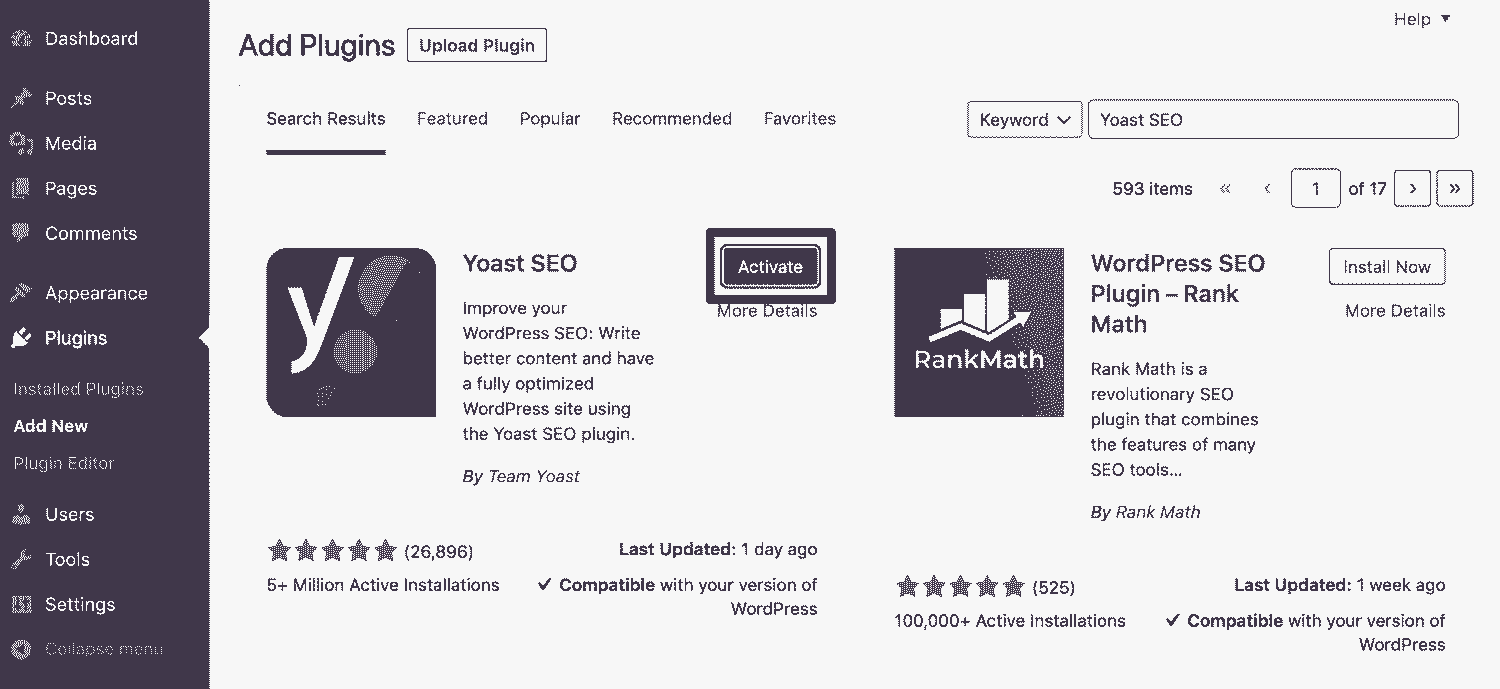 Help ▼
Dashboard
Posts
Media
Pages
Comments
Appearance
Plugins
Installed Plugins
Add New
Plugin Editor
Users
Tools
Settings
Collapse menu
Add Plugins Upload Plugin
Search Results Featured Popular Recommended Favorites Keyword Yoast SEO
593 items « ‹ 1 of 17 › »
y
Yoast SEO
Activate
More Details
Improve your
WordPress SEO: Write
better content and have
a fully optimized
WordPress site using
the Yoast SEO plugin.
By Team Yoast
(26,896)
Last Updated: 1 day ago
5+ Million Active Installations
✔ Compatible with your version of
WordPress
RankMath
WordPress SEO
Plugin – Rank
Math
Install Now
More Details
Rank Math is a
revolutionary SEO
plugin that combines
the features of many
SEO tools...
By Rank Math
(525)
Last Updated: 1 week ago
100,000+ Active Installations
✔ Compatible with your version of
WordPress